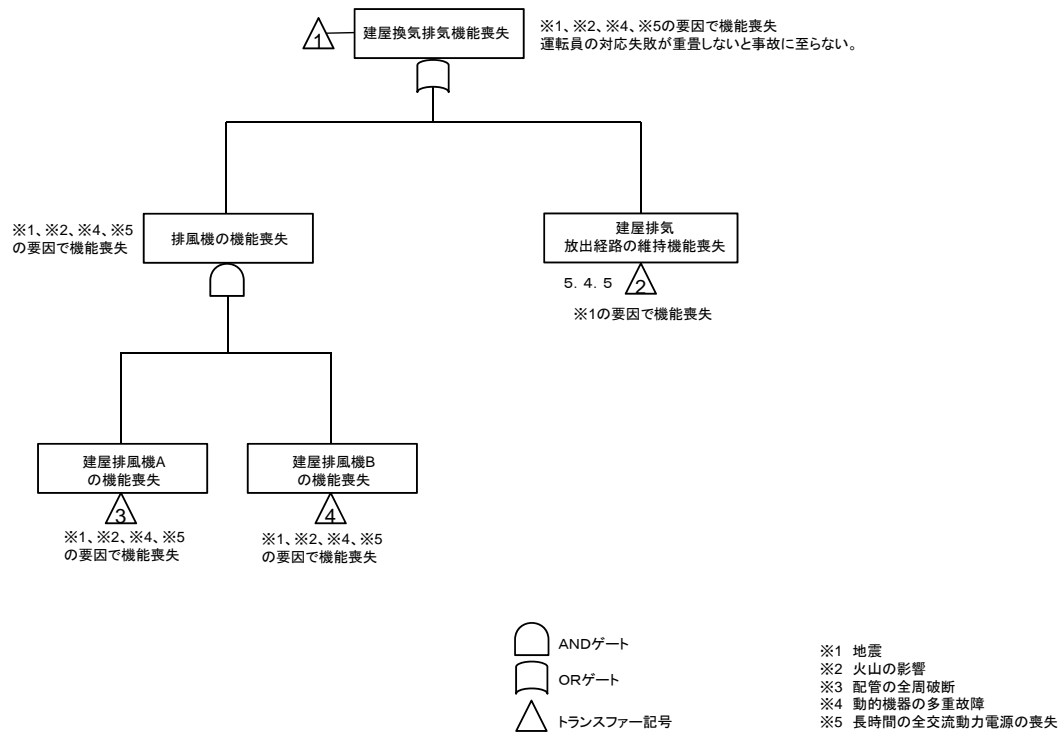 1
建屋換気排気機能喪失
※1、※2、※4、※5の要因で機能喪失
運転員の対応失敗が重畳しないと事故に至らない。
※1、※2、※4、※5
の要因で機能喪失
排風機の機能喪失
建屋排気
放出経路の維持機能喪失
5. 4. 5
2
※1の要因で機能喪失
建屋排風機A
の機能喪失
3
※1、※2、※4、※5
の要因で機能喪失
建屋排風機B
の機能喪失
4
※1、※2、※4、※5
の要因で機能喪失
ANDゲート
ORゲート
トランスファー記号
※1 地震
※2 火山の影響
※3 配管の全周破断
※4 動的機器の多重故障
※5 長時間の全交流動力電源の喪失